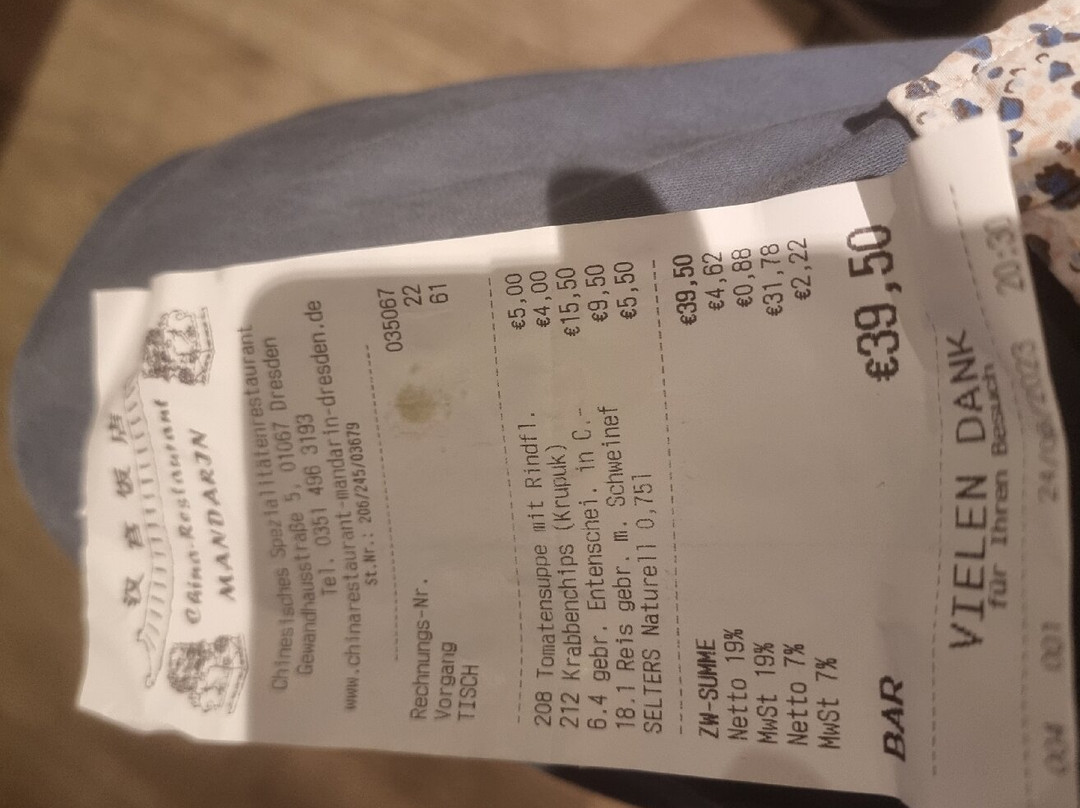 饭店
China-Restaurant
MANDARIN
Chinesisches Spezialitätenrestaurant
Gewandhausstraße 5, 01067 Dresden
Tel. 0351 496 3193
www.chinarestaurant-mandarin-dresden.de
St.Nr.: 206/245/03679
Rechnungs-Nr. 035067
Vorgang 22
TISCH 61
208 Tomatensuppe mit Rindfl. €5,00
212 Krabbenchips (Krupuk) €4,00
6.4 gebr. Entenschei. in C.- €15,50
18.1 Reis gebr. m. Schweinef €9,50
SELTERS Naturell 0,75l €5,50
ZW-SUMME €39,50
Netto 19% €4,62
MwSt 19% €0,88
Netto 7% €31,78
MwSt 7% €2,22
BAR €39,50
VIELEN DANK
für Ihren Besuch
004 001 2023 20:30